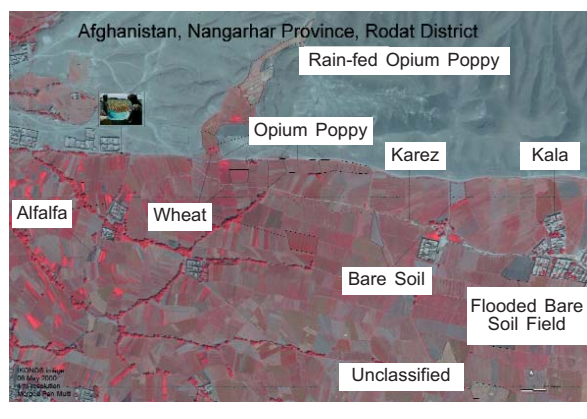 Afghanistan, Nangarhar Province, Rodat District
Rain-fed Opium Poppy
Opium Poppy
Karez
Kala
Alfalfa
Wheat
Bare Soil
Flooded Bare
Soil Field
Unclassified
IKONOS Image
08 May 2000